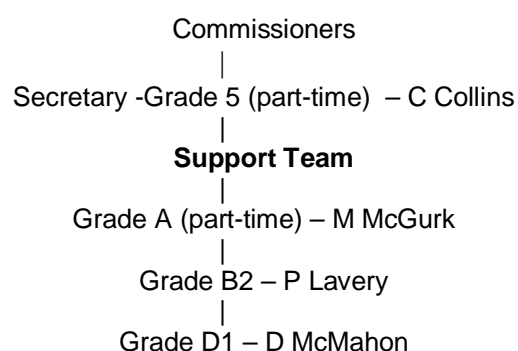 Commissioners
Secretary -Grade 5 (part-time) – C Collins
Support Team
Grade A (part-time) – M McGurk
Grade B2 – P Lavery
Grade D1 – D McMahon